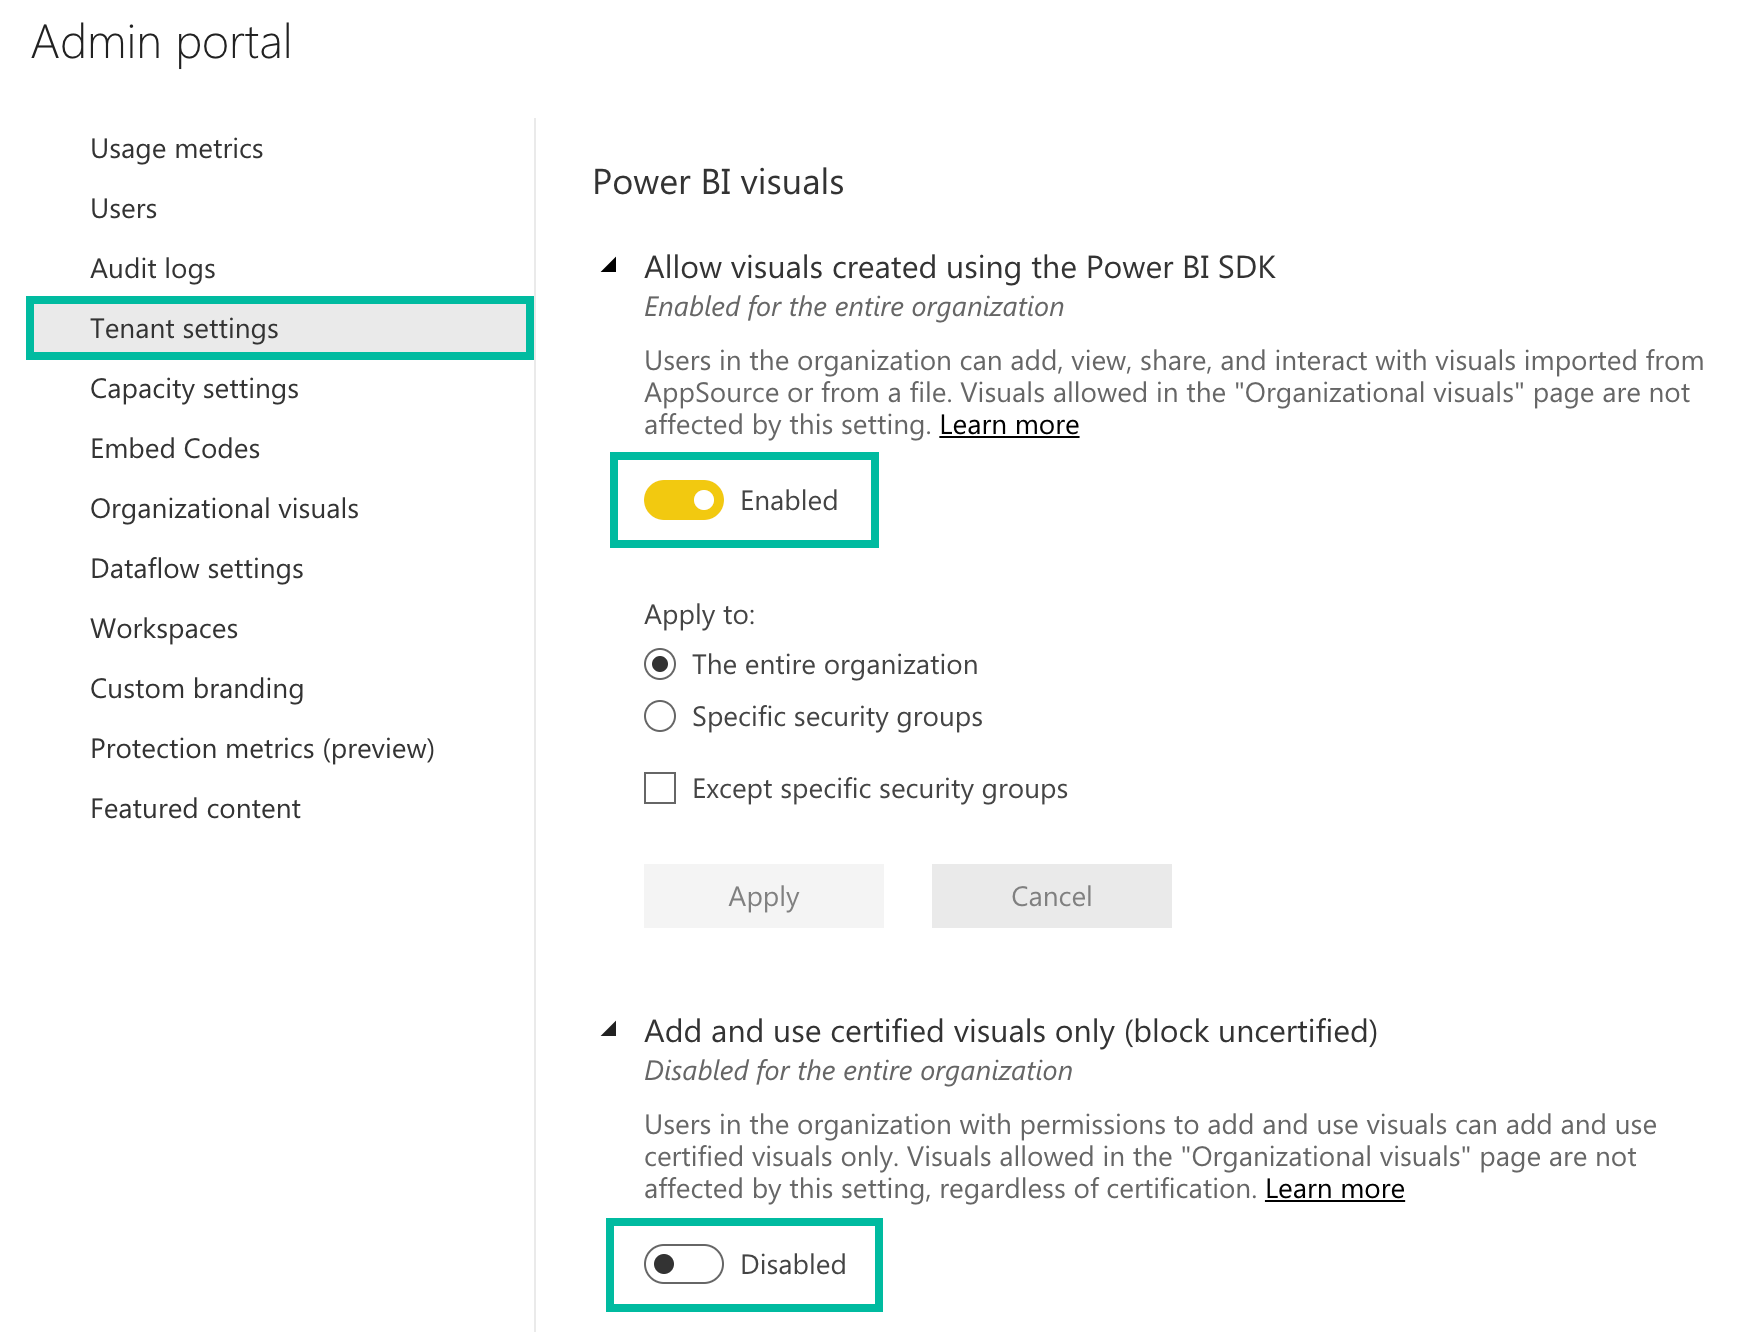 Admin portal
Usage metrics
Users
Audit logs
Tenant settings
Capacity settings
Embed Codes
Organizational visuals
Dataflow settings
Workspaces
Custom branding
Protection metrics (preview)
Featured content
Power BI visuals
Allow visuals created using the Power BI SDK
Enabled for the entire organization
Users in the organization can add, view, share, and interact with visuals imported from
AppSource or from a file. Visuals allowed in the "Organizational visuals" page are not
affected by this setting. Learn more
Enabled
Apply to:
The entire organization
Specific security groups
Except specific security groups
Apply Cancel
Add and use certified visuals only (block uncertified)
Disabled for the entire organization
Users in the organization with permissions to add and use visuals can add and use
certified visuals only. Visuals allowed in the "Organizational visuals" page are not
affected by this setting, regardless of certification. Learn more
Disabled